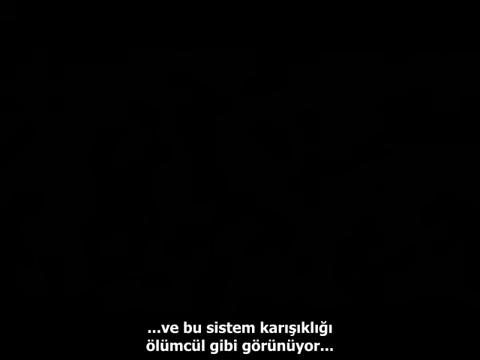 ...ve bu sistem karışıklığı
ölümcül gibi görünüyor...